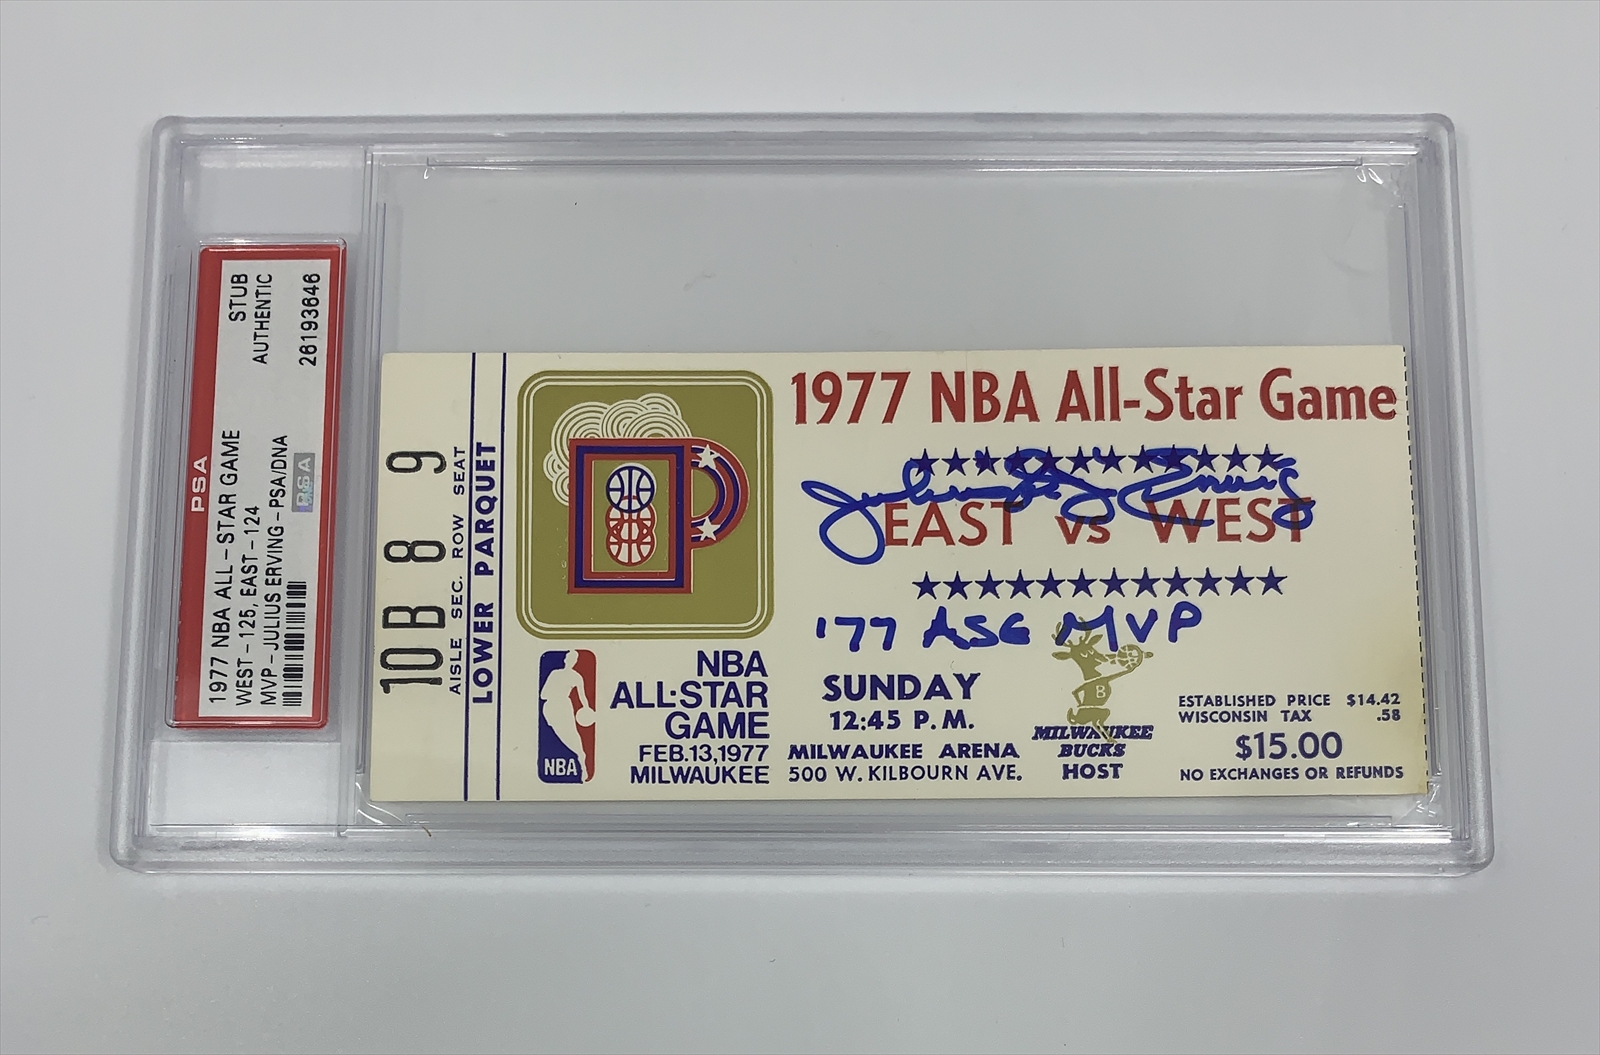 PSA
1977 NBA ALL-STAR GAME
WEST - 125, EAST - 124
MVP - JULIUS ERVING - PSA/DNA
STUB
AUTHENTIC
26193646
PSA
10B 8 9
AISLE SEC. ROW SEAT
LOWER PARQUET
NBA
NBA
ALL-STAR
GAME
FEB.13,1977
MILWAUKEE
1977 NBA All-Star Game
Julius "Dr J" Erving
EAST vs WEST
'77 ASG MVP
SUNDAY
12:45 P.M.
MILWAUKEE ARENA
500 W. KILBOURN AVE.
B
MILWAUKEE
BUCKS
HOST
ESTABLISHED PRICE $14.42
WISCONSIN TAX .58
$15.00
NO EXCHANGES OR REFUNDS